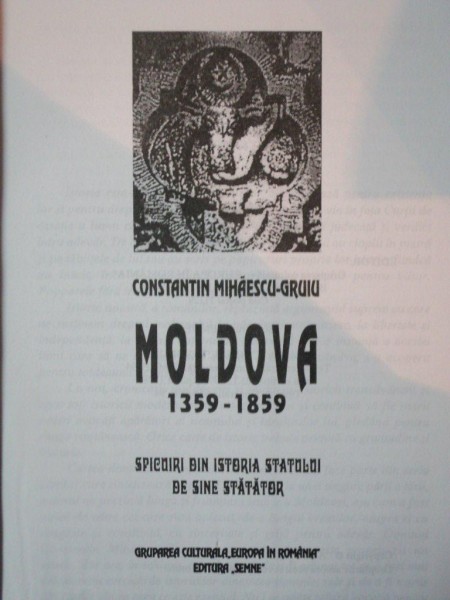 CONSTANTIN MIHĂESCU-GRUIU
MOLDOVA
1359-1859
SPICUIRI DIN ISTORIA STATULUI
DE SINE STĂTĂTOR
GRUPAREA CULTURALĂ „EUROPA ÎN ROMÂNIA"
EDITURA „SEMNE"